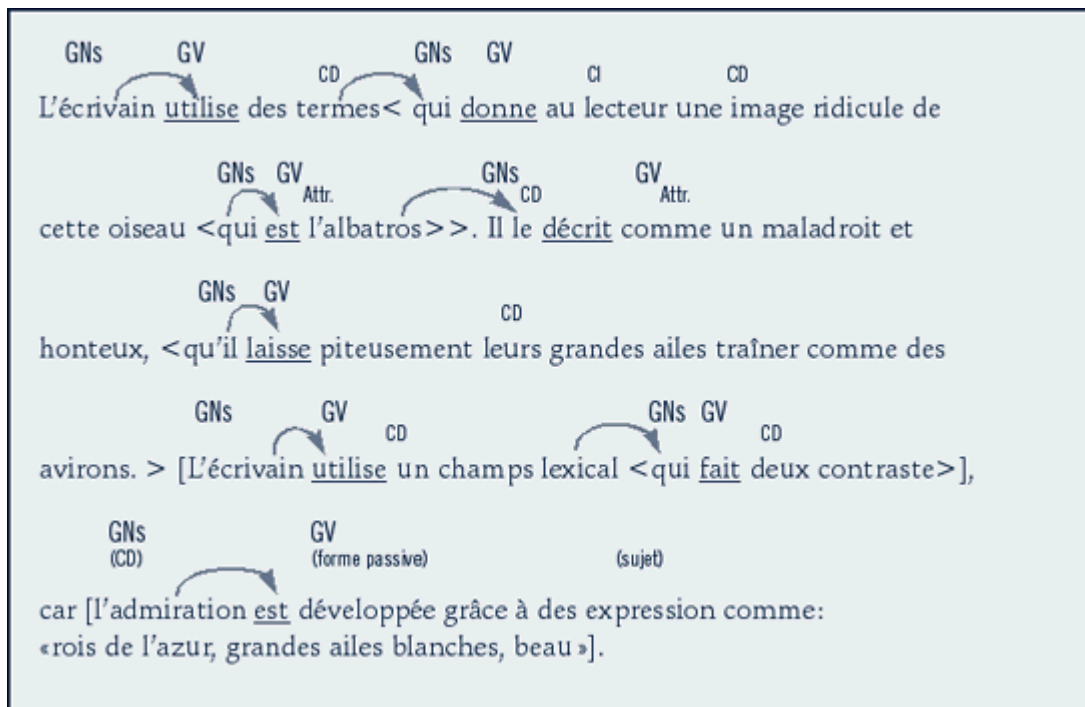 GNs GV GNs GV
CD CI CD
L'écrivain utilise des termes< qui donne au lecteur une image ridicule de
GNs GV GNs GV
Attr. CD Attr.
cette oiseau <qui est l'albatros>>. Il le décrit comme un maladroit et
GNs GV
CD
honteux, <qu'il laisse piteusement leurs grandes ailes traîner comme des
GNs GV GNs GV
CD CD
avirons. > [L'écrivain utilise un champs lexical <qui fait deux contraste>],
GNs GV
(CD) (forme passive) (sujet)
car [l'admiration est développée grâce à des expression comme:
«rois de l'azur, grandes ailes blanches, beau»].